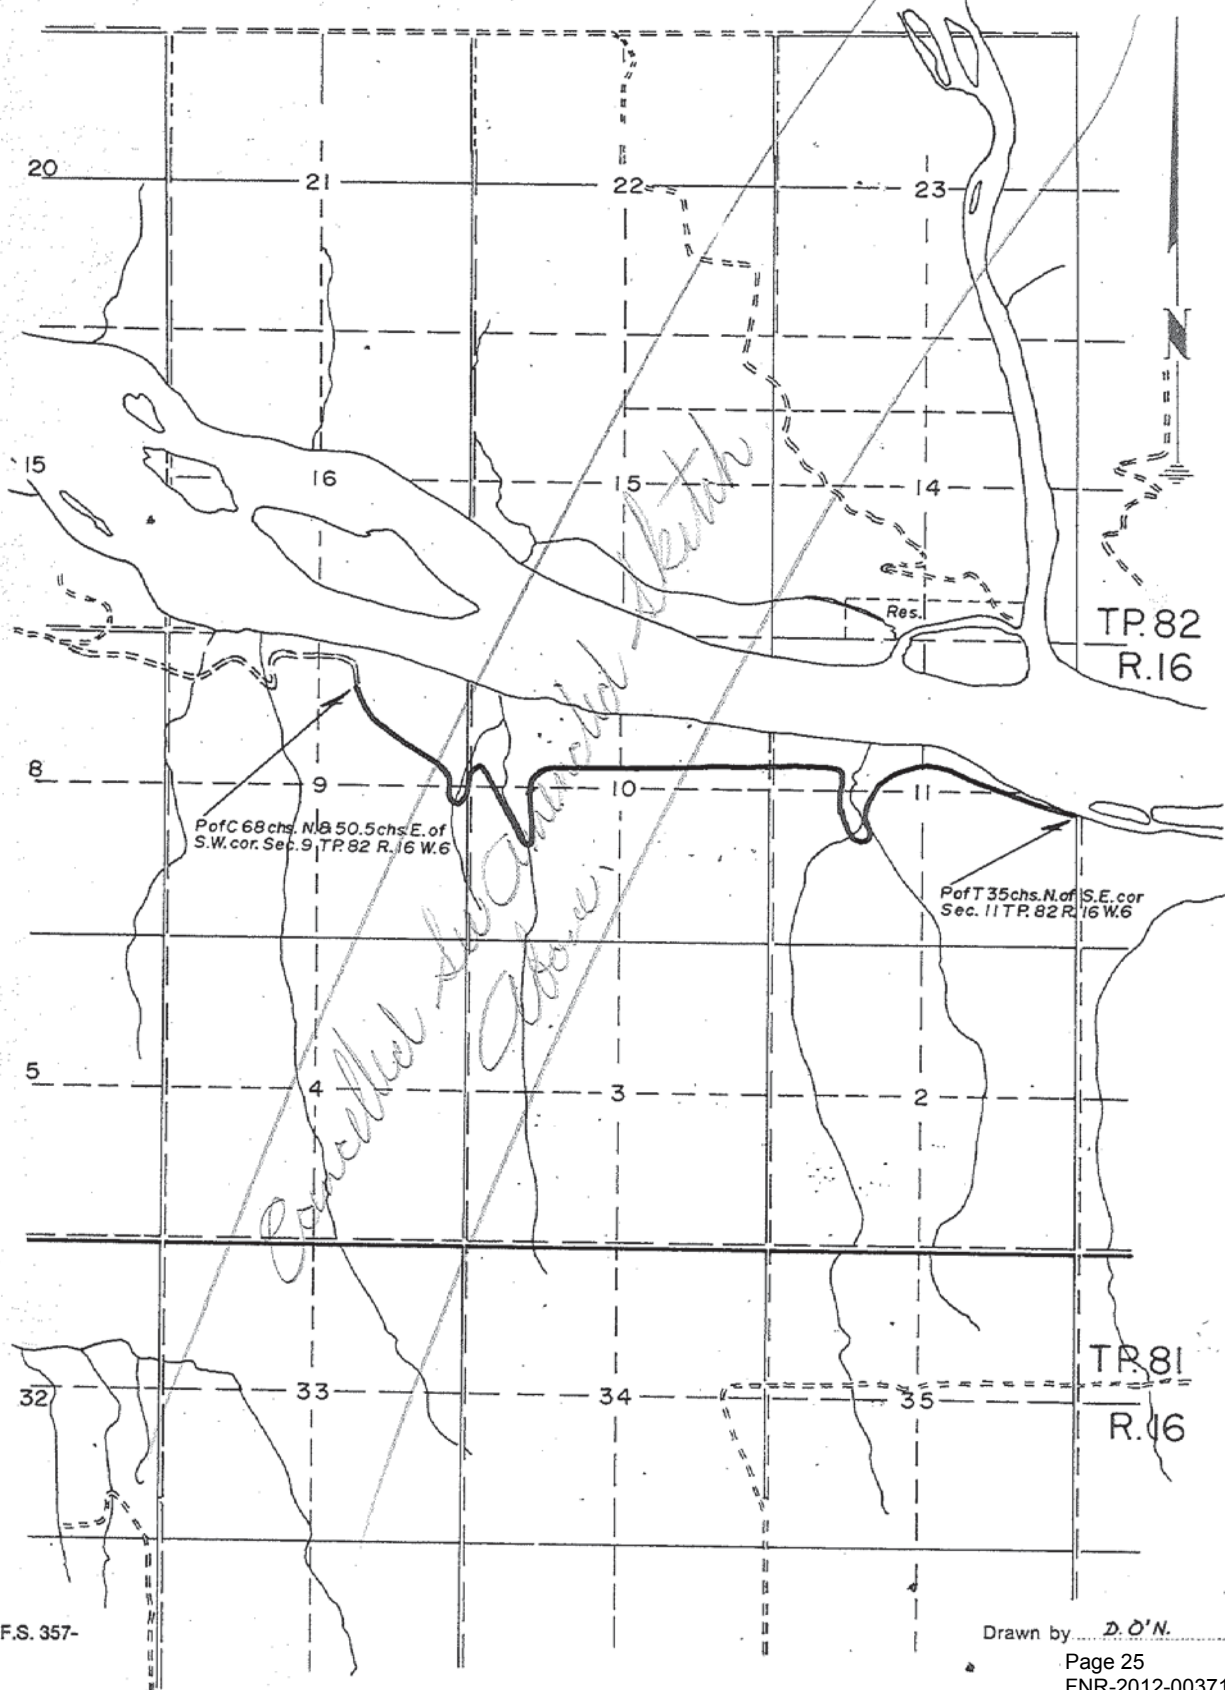 20
21
22
23
N
15
16
15
14
Res.
TP. 82
R.16
8
9
10
11
P of C 68 chs. N. & 50.5 chs. E. of
S.W. cor. Sec. 9 TP. 82 R. 16 W.6
P of T 35 chs. N. of S.E. cor
Sec. 11 TP. 82 R. 16 W.6
Cancelled See Amended Sketch
Above
5
4
3
2
TP. 81
R.16
32
33
34
35
F.S. 357-
Drawn by D. O'N.
Page 25
FNR-2012-00371